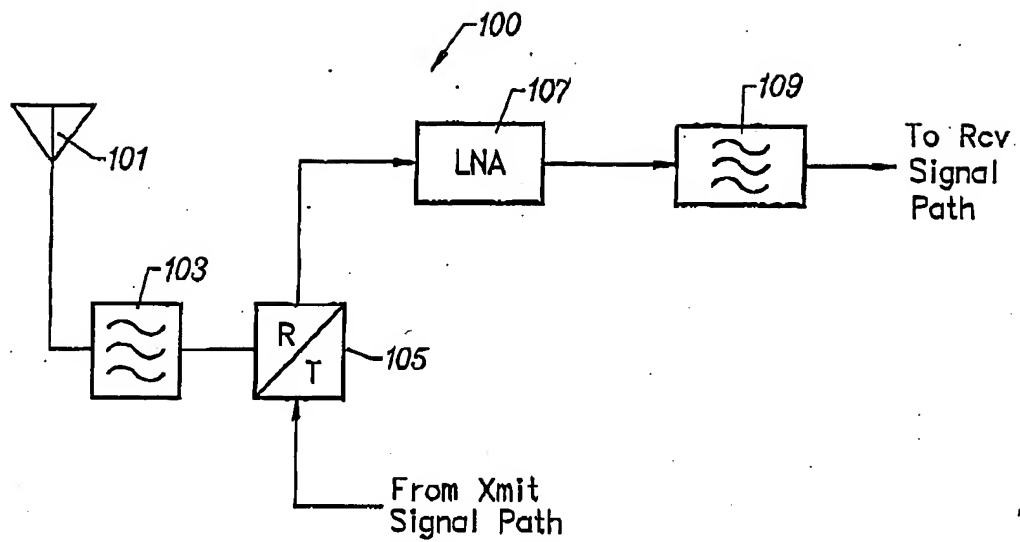 100
107
109
LNA
To Rcv
Signal
Path
101
103
R
T
105
From Xmit
Signal Path